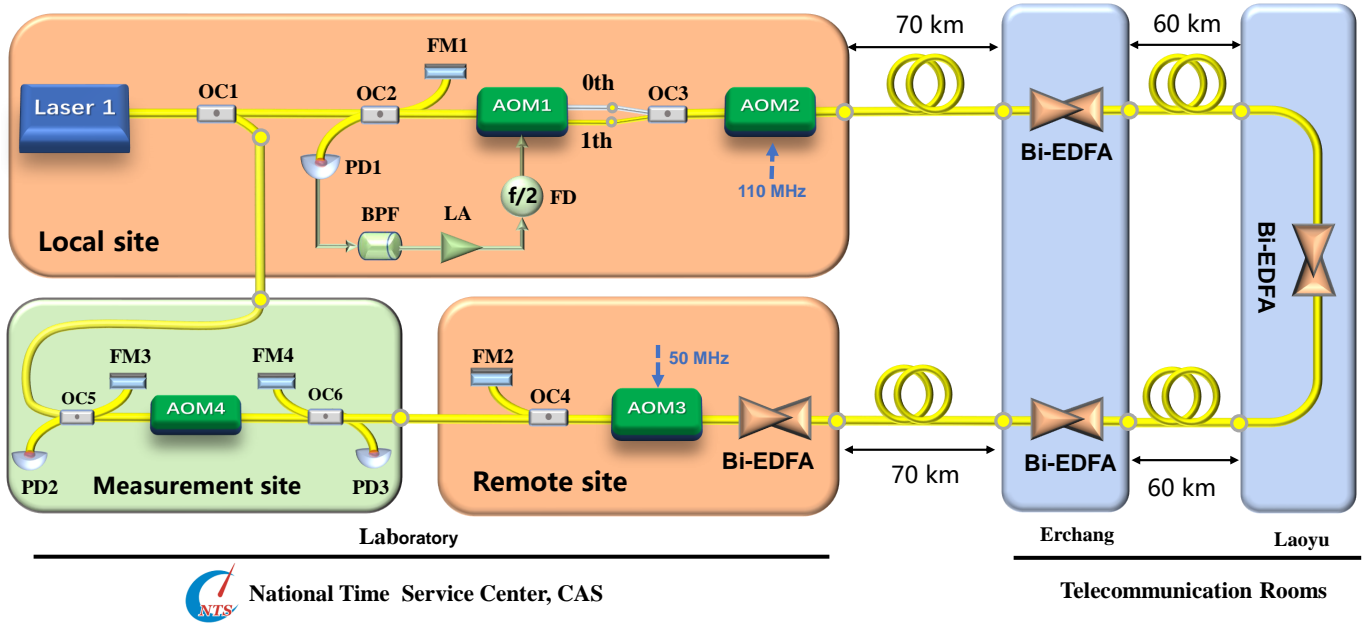 70 km
60 km
FM1
Laser 1
OC1
OC2
AOM1
0th
1th
OC3
AOM2
110 MHz
PD1
f/2
FD
BPF
LA
Local site
Bi-EDFA
Bi-EDFA
FM3
FM4
OC5
AOM4
OC6
PD2
Measurement site
PD3
FM2
OC4
AOM3
50 MHz
Bi-EDFA
Remote site
70 km
Bi-EDFA
60 km
Laboratory
Erchang
Laoyu
NTS
National Time Service Center, CAS
Telecommunication Rooms